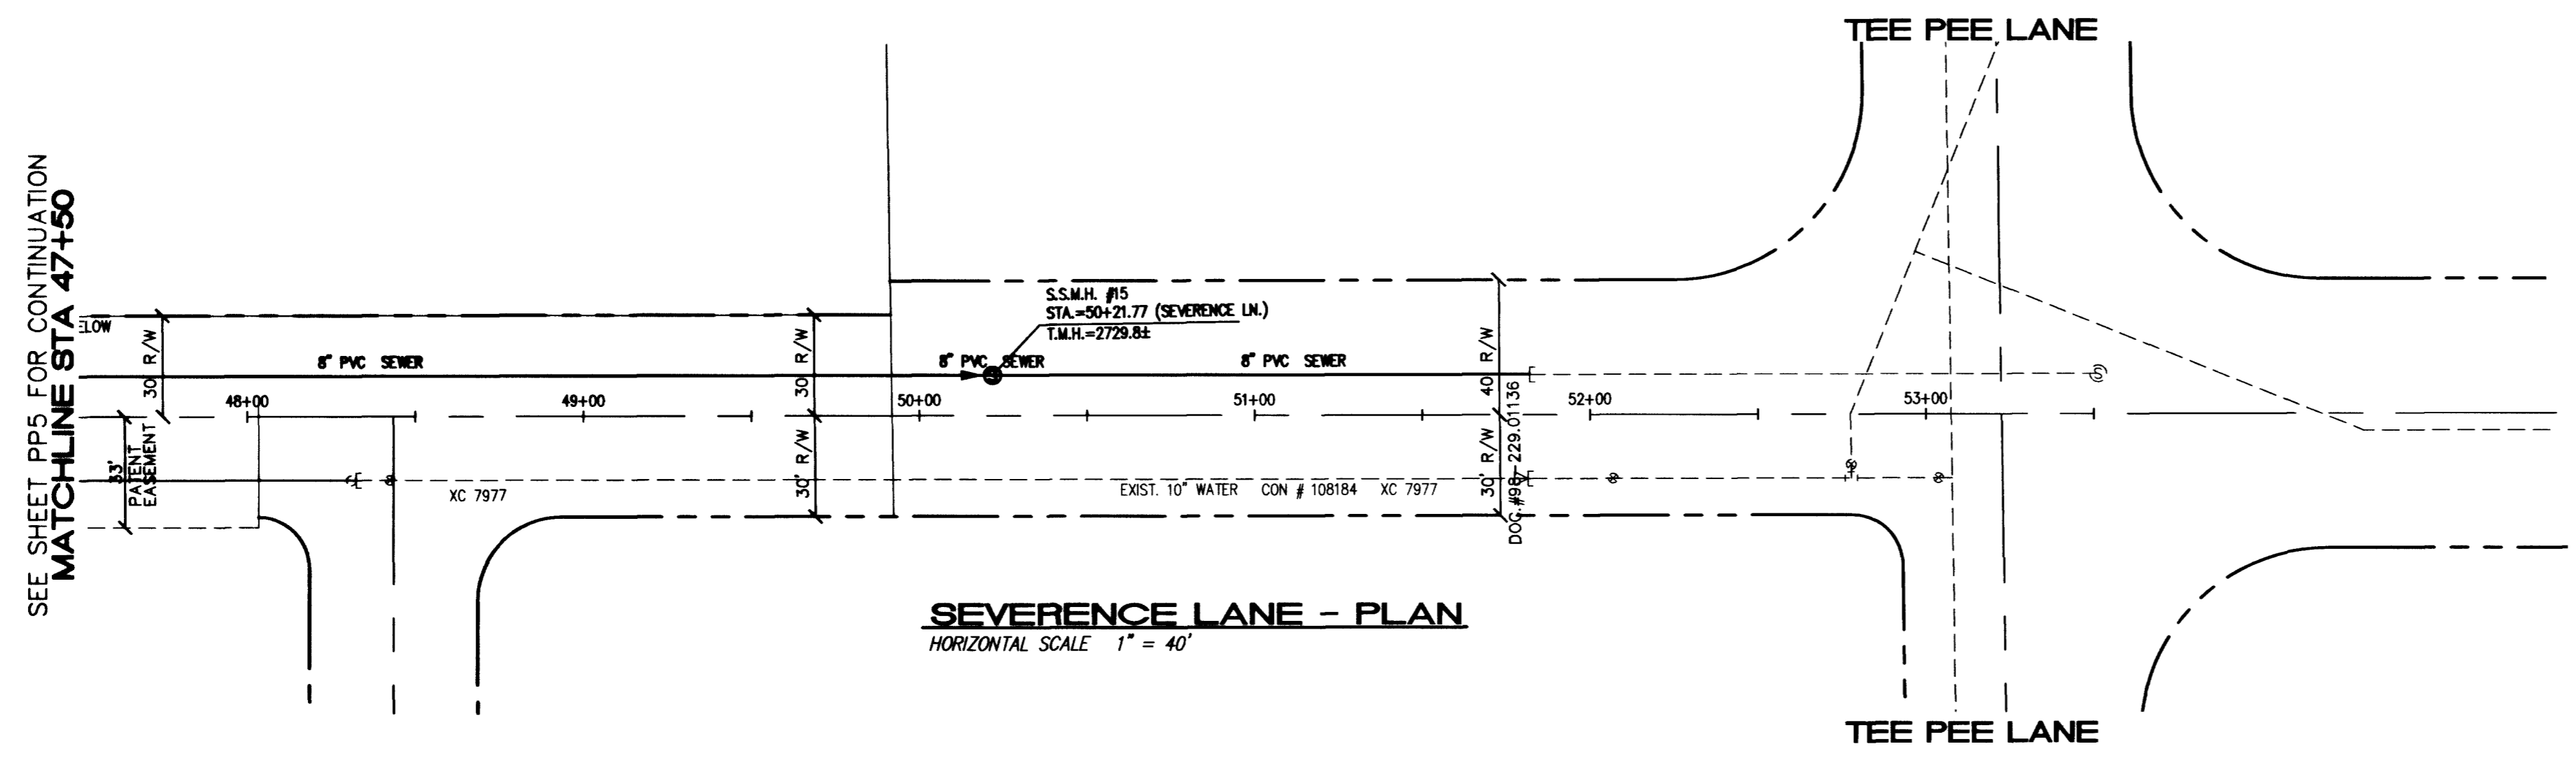 TEE PEE LANE
SEE SHEET PP5 FOR CONTINUATION
MATCHLINE STA 47+50
ELOW
30' R/W
8" PVC SEWER
30' R/W
S.S.M.H. #15
STA.=50+21.77 (SEVERENCE LN.)
T.M.H.=2729.8±
8" PVC SEWER
8" PVC SEWER
40' R/W
48+00
49+00
50+00
51+00
52+00
53+00
33'
PATENT
EASEMENT
XC 7977
30' R/W
EXIST. 10" WATER CON # 108184 XC 7977
30' R/W
DOC.#98-229.01136
SEVERENCE LANE - PLAN
HORIZONTAL SCALE 1" = 40'
TEE PEE LANE